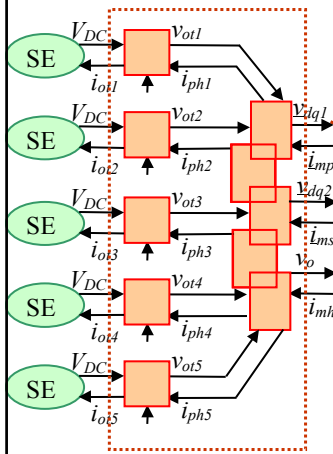 V_DC v_ot1
SE v_dq1
i_ot1 i_ph1
V_DC v_ot2
SE i_mp
i_ot2 i_ph2
V_DC v_ot3 v_dq2
SE i_ms
i_ot3 i_ph3
V_DC v_ot4 v_o
SE i_mh
i_ot4 i_ph4
V_DC v_ot5
SE
i_ot5 i_ph5